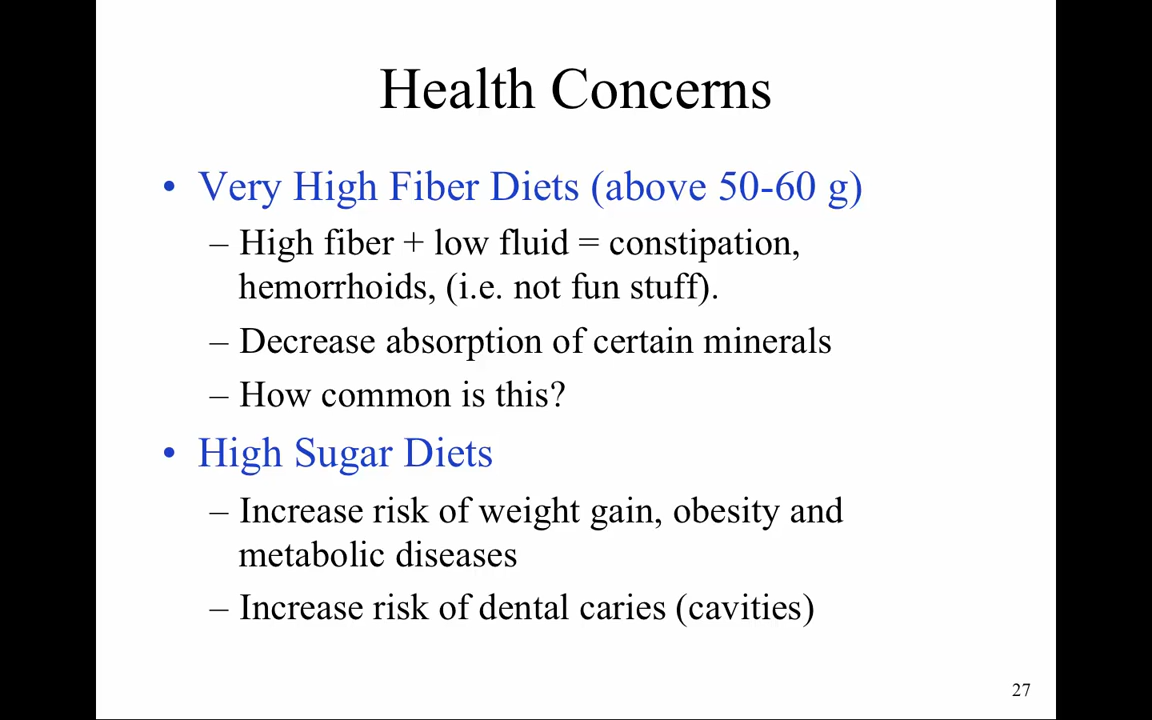 Health Concerns
• Very High Fiber Diets (above 50-60 g)
– High fiber + low fluid = constipation,
hemorrhoids, (i.e. not fun stuff).
– Decrease absorption of certain minerals
– How common is this?
• High Sugar Diets
– Increase risk of weight gain, obesity and
metabolic diseases
– Increase risk of dental caries (cavities)
27